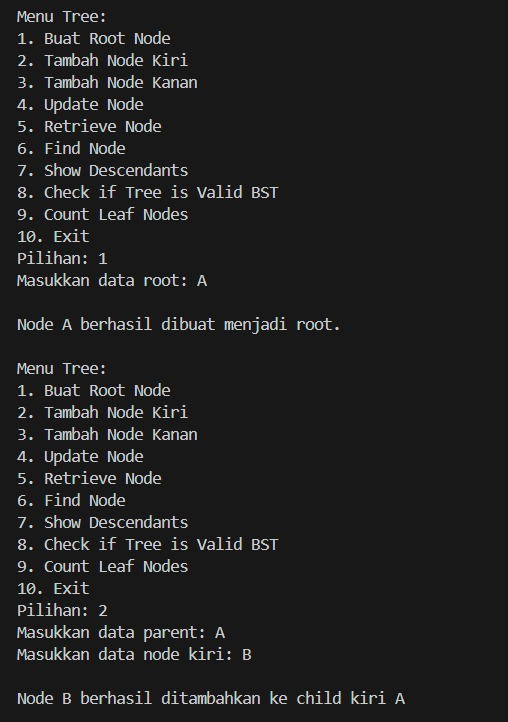 Menu Tree:
1. Buat Root Node
2. Tambah Node Kiri
3. Tambah Node Kanan
4. Update Node
5. Retrieve Node
6. Find Node
7. Show Descendants
8. Check if Tree is Valid BST
9. Count Leaf Nodes
10. Exit
Pilihan: 1
Masukkan data root: A
Node A berhasil dibuat menjadi root.
Menu Tree:
1. Buat Root Node
2. Tambah Node Kiri
3. Tambah Node Kanan
4. Update Node
5. Retrieve Node
6. Find Node
7. Show Descendants
8. Check if Tree is Valid BST
9. Count Leaf Nodes
10. Exit
Pilihan: 2
Masukkan data parent: A
Masukkan data node kiri: B
Node B berhasil ditambahkan ke child kiri A